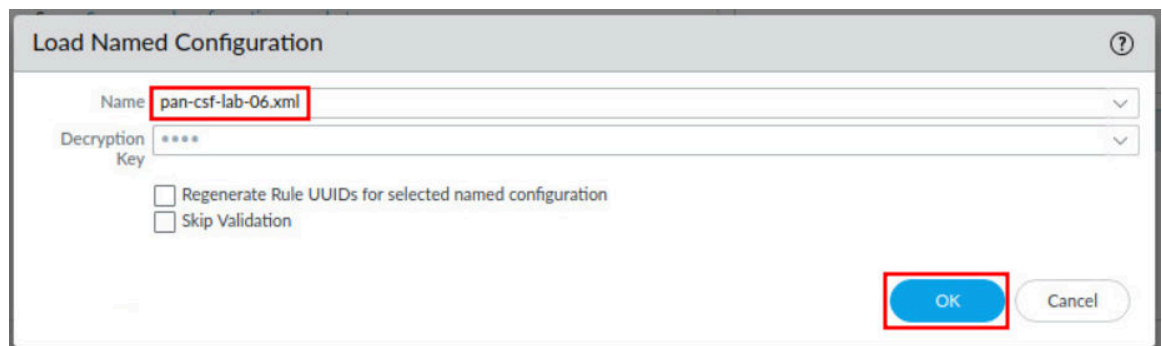 Load Named Configuration
Name pan-csf-lab-06.xml
Decryption Key ****
Regenerate Rule UUIDs for selected named configuration
Skip Validation
OK Cancel